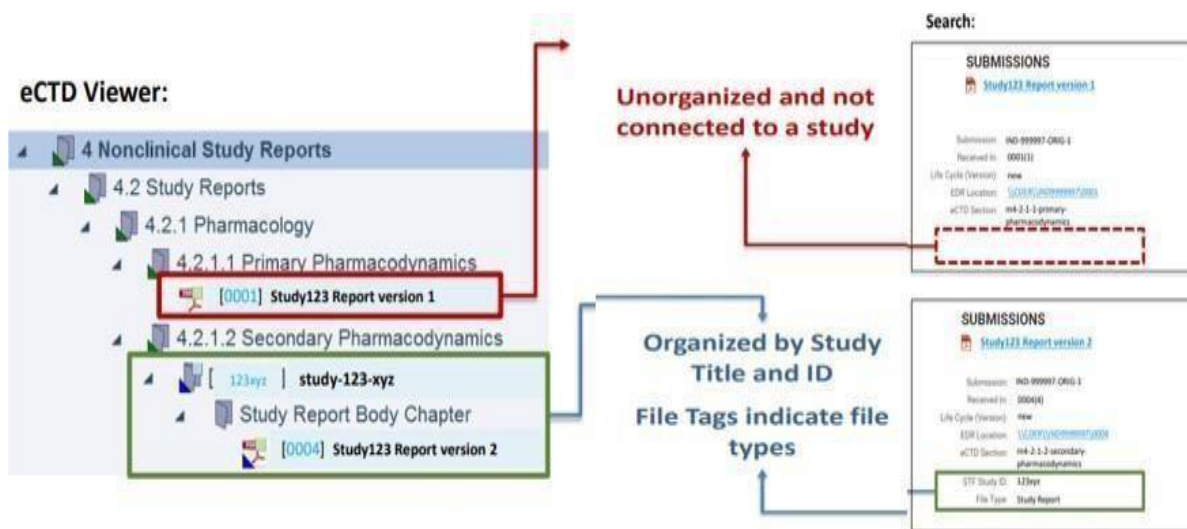 eCTD Viewer:
4 Nonclinical Study Reports
4.2 Study Reports
4.2.1 Pharmacology
4.2.1.1 Primary Pharmacodynamics
[0001] Study123 Report version 1
4.2.1.2 Secondary Pharmacodynamics
[ 123xyz ] study-123-xyz
Study Report Body Chapter
[0004] Study123 Report version 2
Unorganized and not
connected to a study
Organized by Study
Title and ID
File Tags indicate file
types
Search:
SUBMISSIONS
Study123 Report version 1
Submission: IND-999997-ORIG-1
Received In: 0001(1)
Life Cycle (Version): new
EDR Location:
eCTD Section: m4-2-1-1-primary-
pharmacodynamics
SUBMISSIONS
Study123 Report version 2
Submission: IND-999997-ORIG-1
Received In: 0004(4)
Life Cycle (Version): new
EDR Location:
eCTD Section: m4-2-1-2-secondary-
pharmacodynamics
STF Study ID: 123xyz
File Type: Study Report